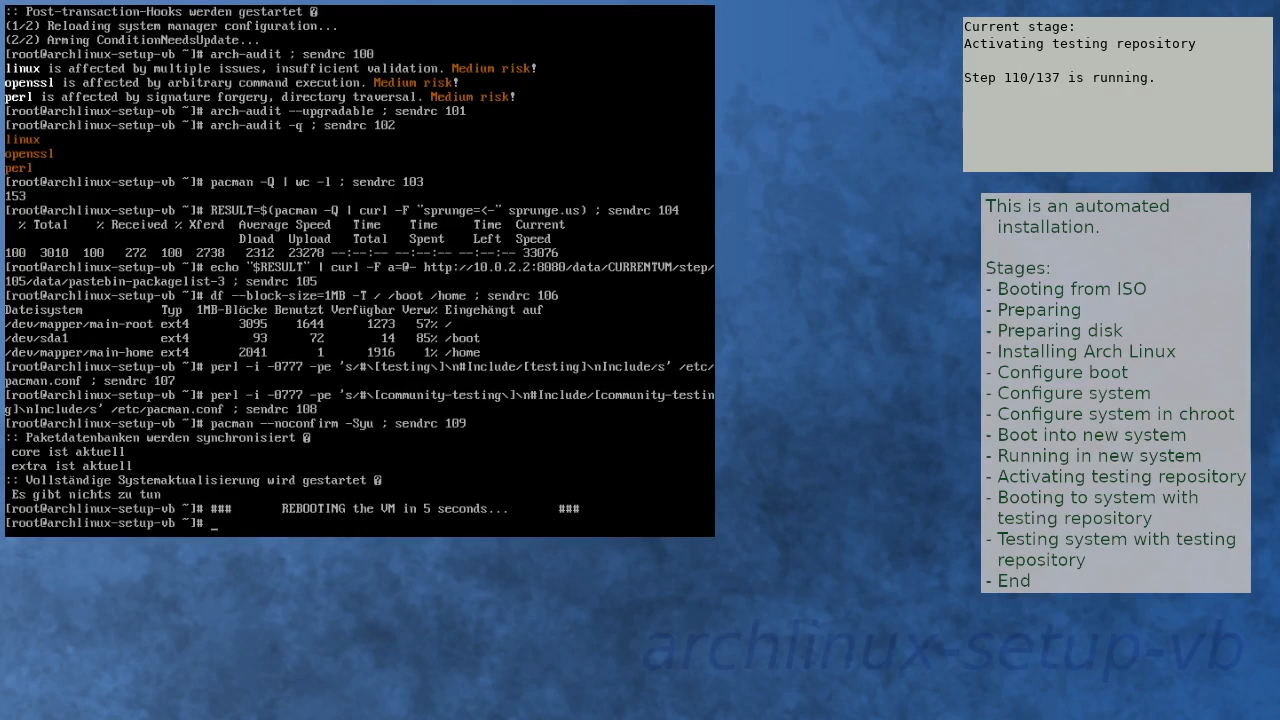 :: Post-transaction-Hooks werden gestartet �
(1/2) Reloading system manager configuration...
(2/2) Arming ConditionNeedsUpdate...
[root@archlinux-setup-vb ~]# arch-audit ; sendrc 100
linux is affected by multiple issues, insufficient validation. Medium risk!
openssl is affected by arbitrary command execution. Medium risk!
perl is affected by signature forgery, directory traversal. Medium risk!
[root@archlinux-setup-vb ~]# arch-audit --upgradable ; sendrc 101
[root@archlinux-setup-vb ~]# arch-audit -q ; sendrc 102
linux
openssl
perl
[root@archlinux-setup-vb ~]# pacman -Q | wc -l ; sendrc 103
153
[root@archlinux-setup-vb ~]# RESULT=$(pacman -Q | curl -F "sprunge=<-" sprunge.us) ; sendrc 104
  % Total    % Received % Xferd  Average Speed   Time    Time     Time  Current
                                 Dload  Upload   Total   Spent    Left  Speed
100  3010  100   272  100  2738   2312  23278 --:--:-- --:--:-- --:--:-- 33076
[root@archlinux-setup-vb ~]# echo "$RESULT" | curl -F a=@- http://10.0.2.2:8080/data/CURRENTVM/step/
105/data/pastebin-packagelist-3 ; sendrc 105
[root@archlinux-setup-vb ~]# df --block-size=1MB -T / /boot /home ; sendrc 106
Dateisystem           Typ  1MB-Blöcke Benutzt Verfügbar Verw% Eingehängt auf
/dev/mapper/main-root ext4       3095    1644      1273   57% /
/dev/sda1             ext4         93      72        14   85% /boot
/dev/mapper/main-home ext4       2041       1      1916    1% /home
[root@archlinux-setup-vb ~]# perl -i -0777 -pe 's/#\[testing\]\n#Include/[testing]\nInclude/s' /etc/
pacman.conf ; sendrc 107
[root@archlinux-setup-vb ~]# perl -i -0777 -pe 's/#\[community-testing\]\n#Include/[community-testin
g]\nInclude/s' /etc/pacman.conf ; sendrc 108
[root@archlinux-setup-vb ~]# pacman --noconfirm -Syu ; sendrc 109
:: Paketdatenbanken werden synchronisiert �
 core ist aktuell
 extra ist aktuell
:: Vollständige Systemaktualisierung wird gestartet �
 Es gibt nichts zu tun
[root@archlinux-setup-vb ~]# ###       REBOOTING the VM in 5 seconds...       ###
[root@archlinux-setup-vb ~]# _
Current stage:
Activating testing repository
Step 110/137 is running.
This is an automated
installation.
Stages:
- Booting from ISO
- Preparing
- Preparing disk
- Installing Arch Linux
- Configure boot
- Configure system
- Configure system in chroot
- Boot into new system
- Running in new system
- Activating testing repository
- Booting to system with
testing repository
- Testing system with testing
repository
- End
archlinux-setup-vb